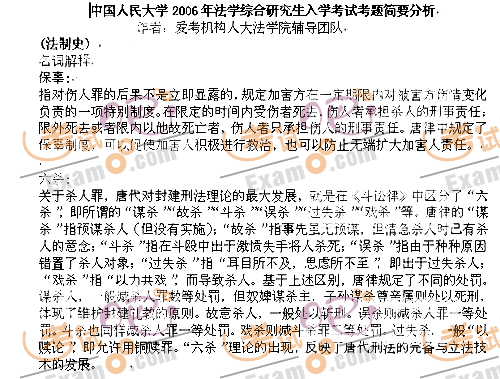 中国人民大学 2006 年法学综合研究生入学考试考题简要分析
作者：爱考机构人大法学院辅导团队
（法制史）
名词解释
保辜：
指对伤人罪的后果不是立即显露的，规定加害方在一定期限内对被害方伤情变化
负责的一项特别制度。在限定的时间内受伤者死去，伤人者承担杀人的刑事责任；
限外死去或者限内以他故死亡者，伤人者只承担伤人的刑事责任。唐律中规定了
保辜制度，可以促使加害人积极进行救治，也可以防止无端扩大加害人责任。
六杀：
关于杀人罪，唐代对封建刑法理论的最大发展，就是在《斗讼律》中区分了“六
杀”，即所谓的“谋杀”“故杀”“斗杀”“误杀”“过失杀”“戏杀”等。唐律的“谋
杀”指预谋杀人（但没有实施）；“故杀”指事先虽无预谋，但情急杀人时已有杀
人的意念；“斗杀”指在斗殴中出于激愤失手将人杀死；“误杀”指由于种种原因
错置了杀人对象；“过失杀”指“耳目所不及，思虑所不至”，即出于过失杀人；
“戏杀”指“以力共戏”而导致杀人。基于上述区别，唐律规定了不同的处罚。
谋杀人，一般减杀人罪数等处罚，但奴婢谋杀主、子孙谋杀尊亲属则处以死刑，
体现了维护封建礼教的原则。故意杀人，一般处以斩刑。误杀则减杀人罪一等处
罚。斗杀也同样减杀人罪一等处罚。戏杀则减斗杀罪二等处罚。过失杀，一般“以
赎论”，即允许用铜赎罪。“六杀”理论的出现，反映了唐代刑法的完备与立法技
术的发展。